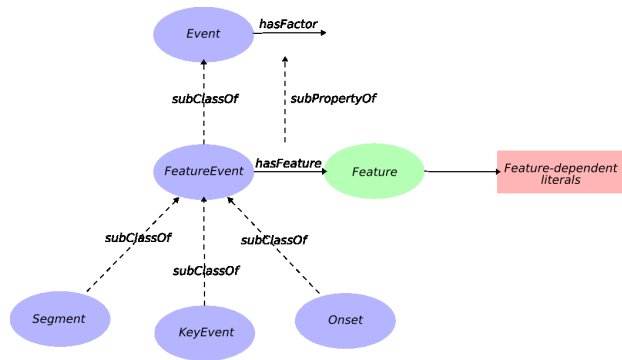 hasFactor
Event
subClassOf
subPropertyOf
hasFeature
FeatureEvent
Feature
Feature-dependent
literals
subClassOf
subClassOf
subClassOf
Segment
KeyEvent
Onset